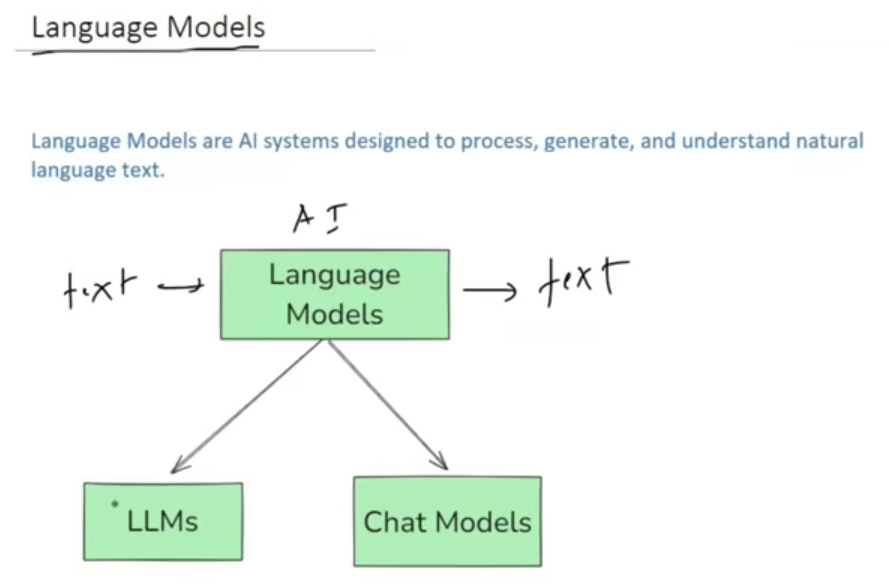 Language Models
Language Models are AI systems designed to process, generate, and understand natural
language text.
AI
text → Language → text
Models
LLMs
Chat Models